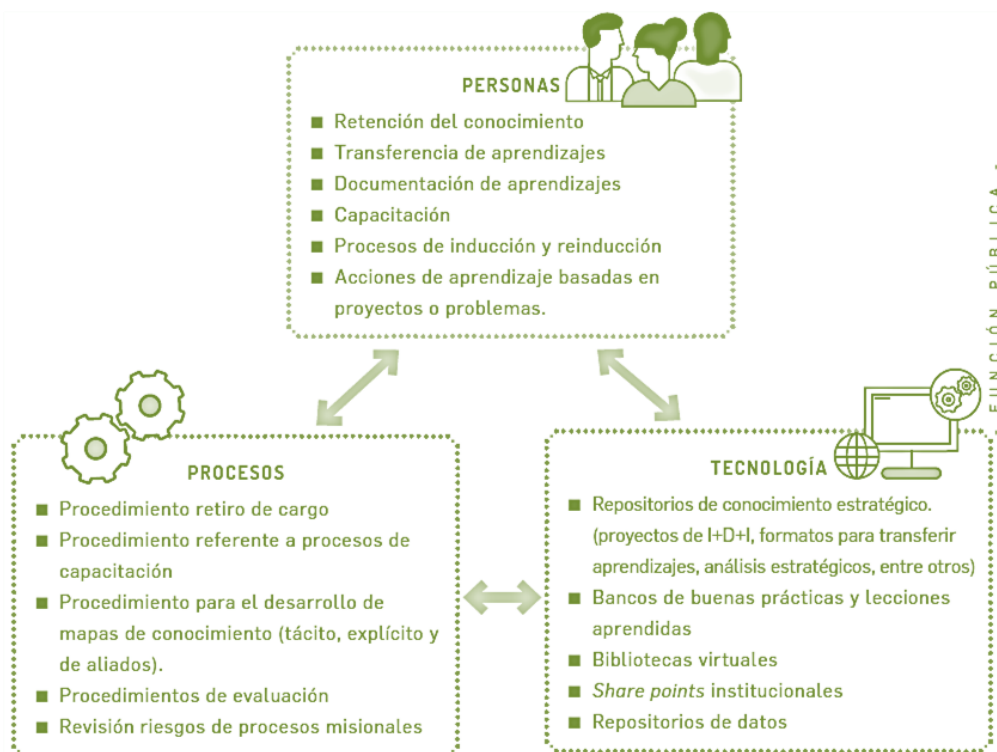 PERSONAS
■ Retención del conocimiento
■ Transferencia de aprendizajes
■ Documentación de aprendizajes
■ Capacitación
■ Procesos de inducción y reinducción
■ Acciones de aprendizaje basadas en
proyectos o problemas.
PROCESOS
■ Procedimiento retiro de cargo
■ Procedimiento referente a procesos de
capacitación
■ Procedimiento para el desarrollo de
mapas de conocimiento (tácito, explícito y
de aliados).
■ Procedimientos de evaluación
■ Revisión riesgos de procesos misionales
TECNOLOGÍA
■ Repositorios de conocimiento estratégico.
(proyectos de I+D+I, formatos para transferir
aprendizajes, análisis estratégicos, entre otros)
■ Bancos de buenas prácticas y lecciones
aprendidas
■ Bibliotecas virtuales
■ Share points institucionales
■ Repositorios de datos
- FUNCIÓN PÚBLICA -